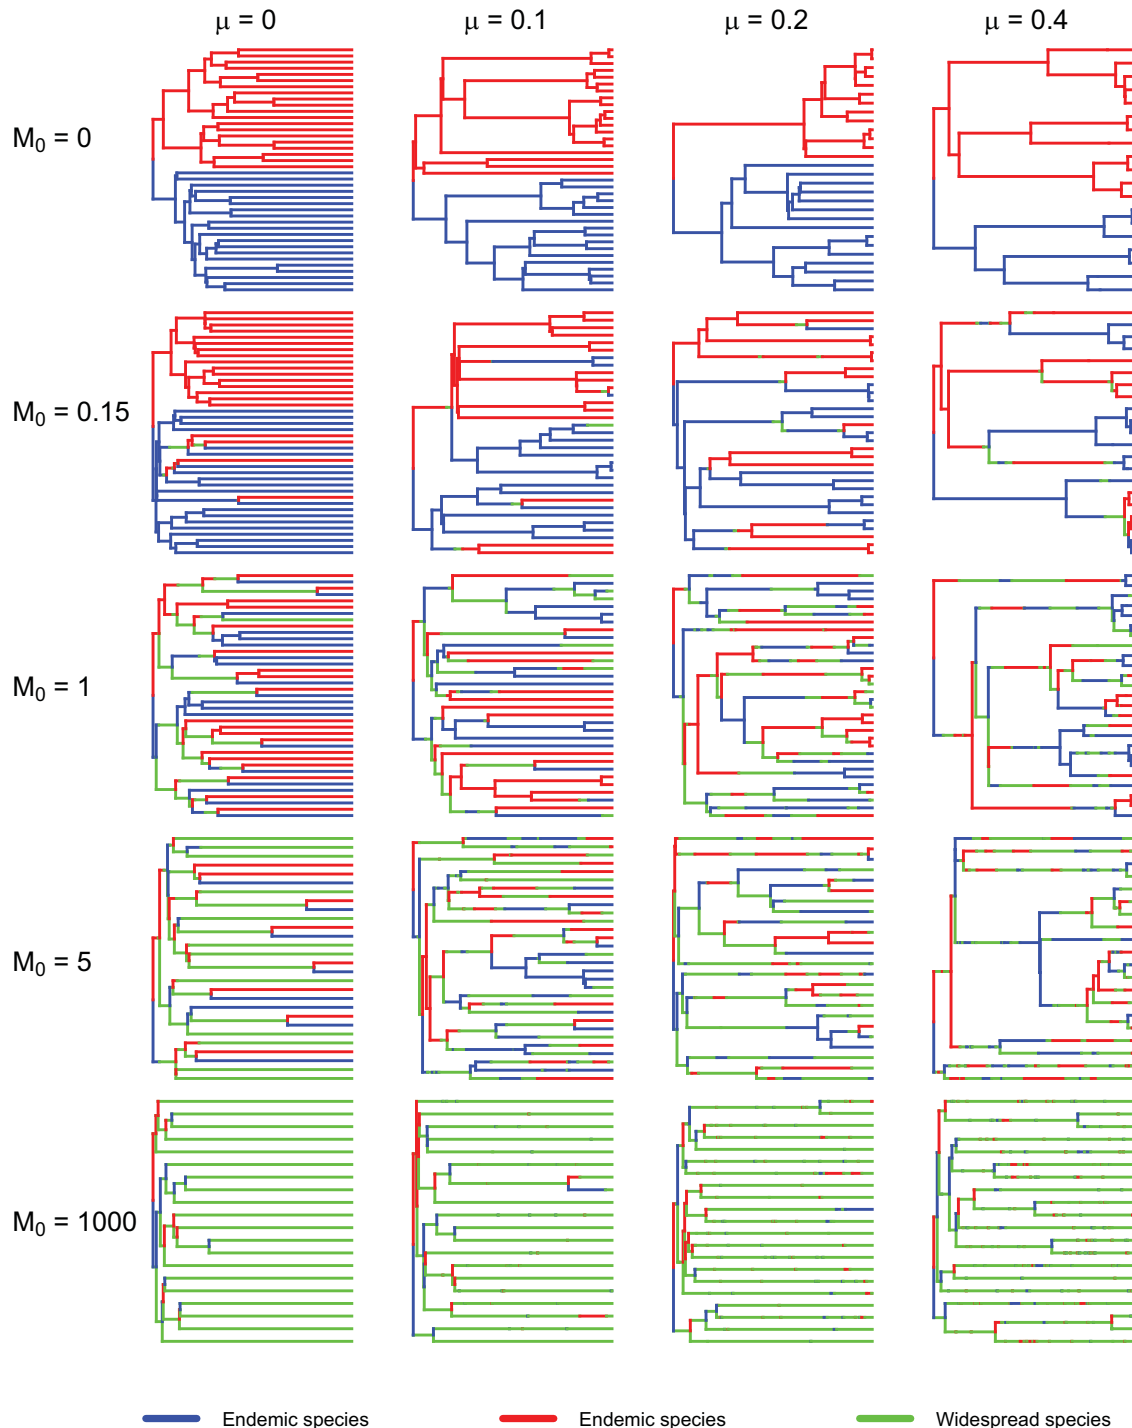 μ = 0 μ = 0.1 μ = 0.2 μ = 0.4
M₀ = 0
M₀ = 0.15
M₀ = 1
M₀ = 5
M₀ = 1000
Endemic species Endemic species Widespread species